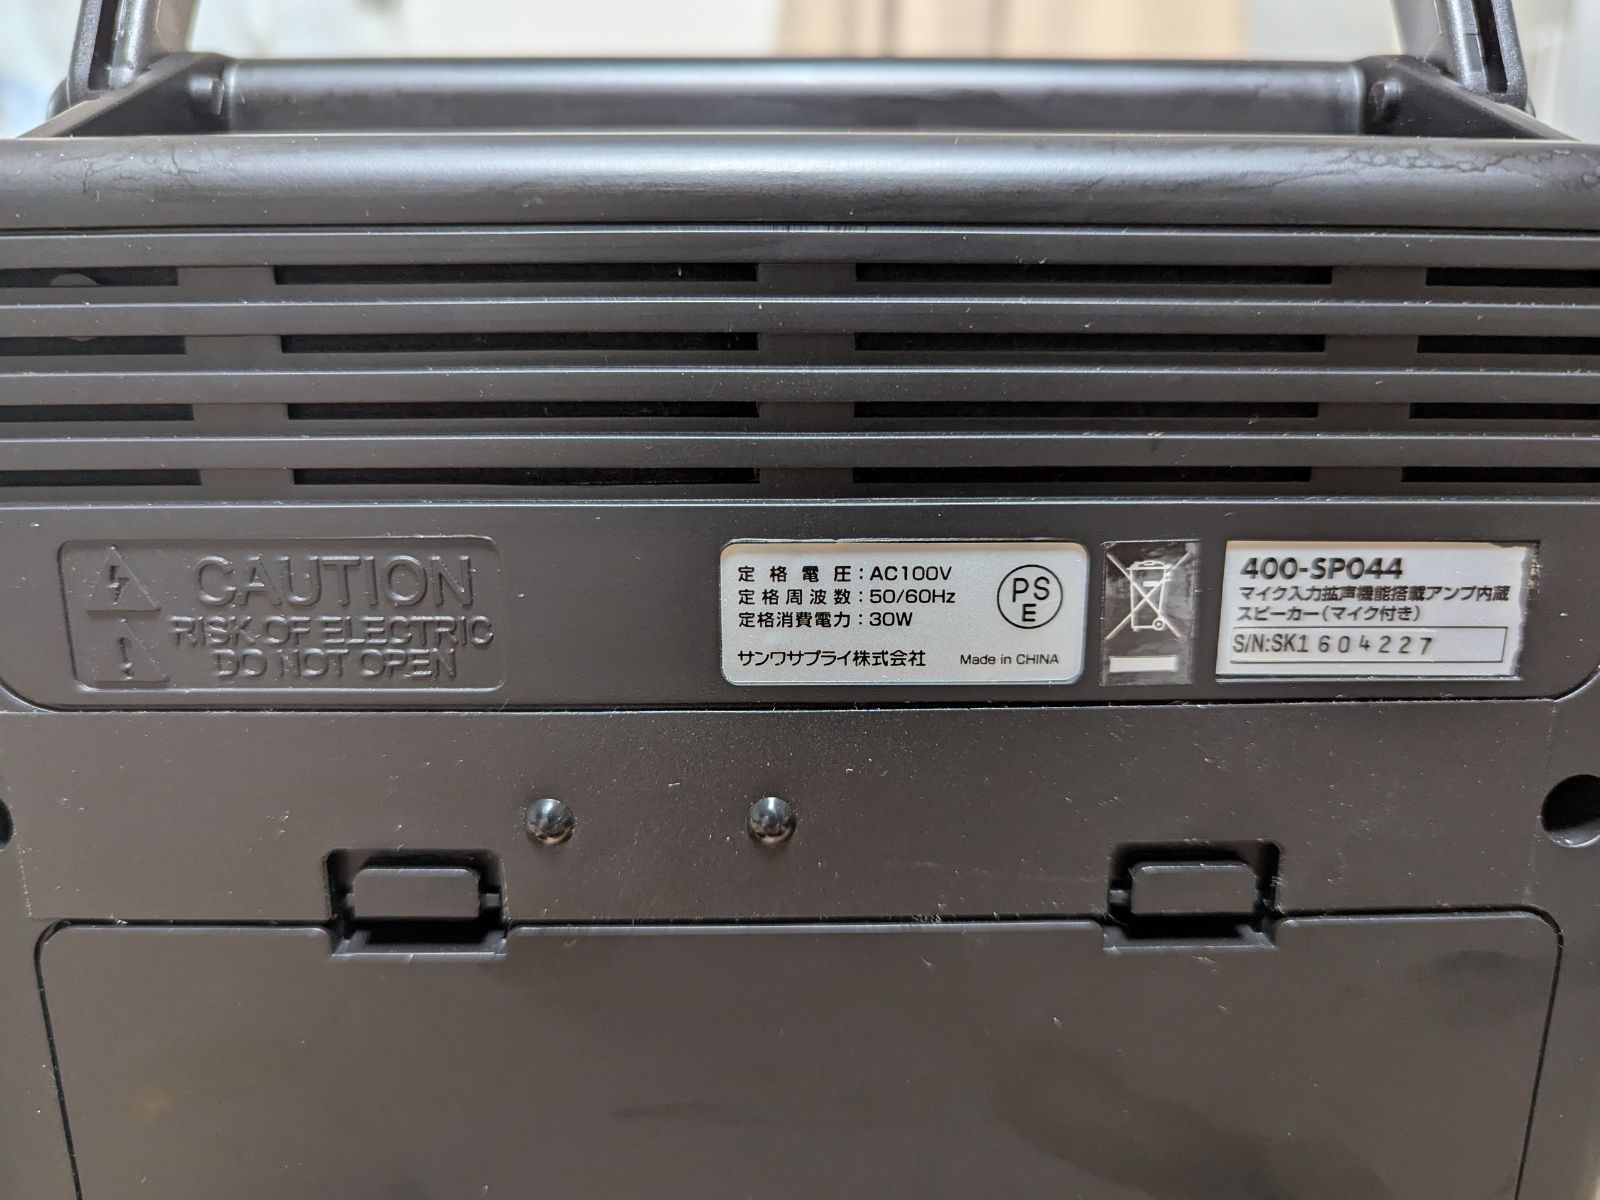 CAUTION
RISK OF ELECTRIC
DO NOT OPEN
定格電圧：AC100V
定格周波数：50/60Hz
定格消費電力：30W
PS
E
サンワサプライ株式会社 Made in CHINA
400-SP044
マイク入力拡声機能搭載アンプ内蔵
スピーカー(マイク付き)
S/N:SK1604227